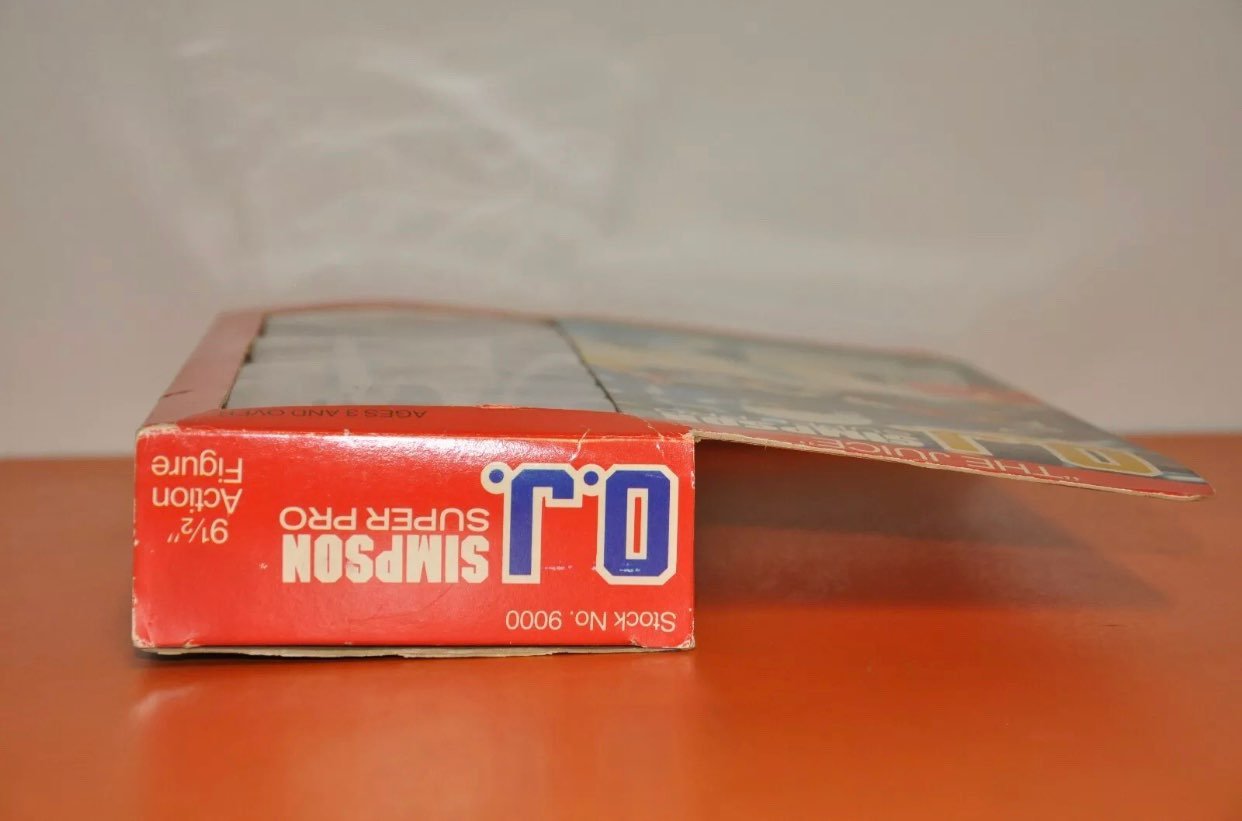 Stock No. 9000
O.J.
SIMPSON
SUPER PRO
9½"
Action
Figure
AGES 3 AND OVER
"THE JUICE"
O.J.
SIMPSON